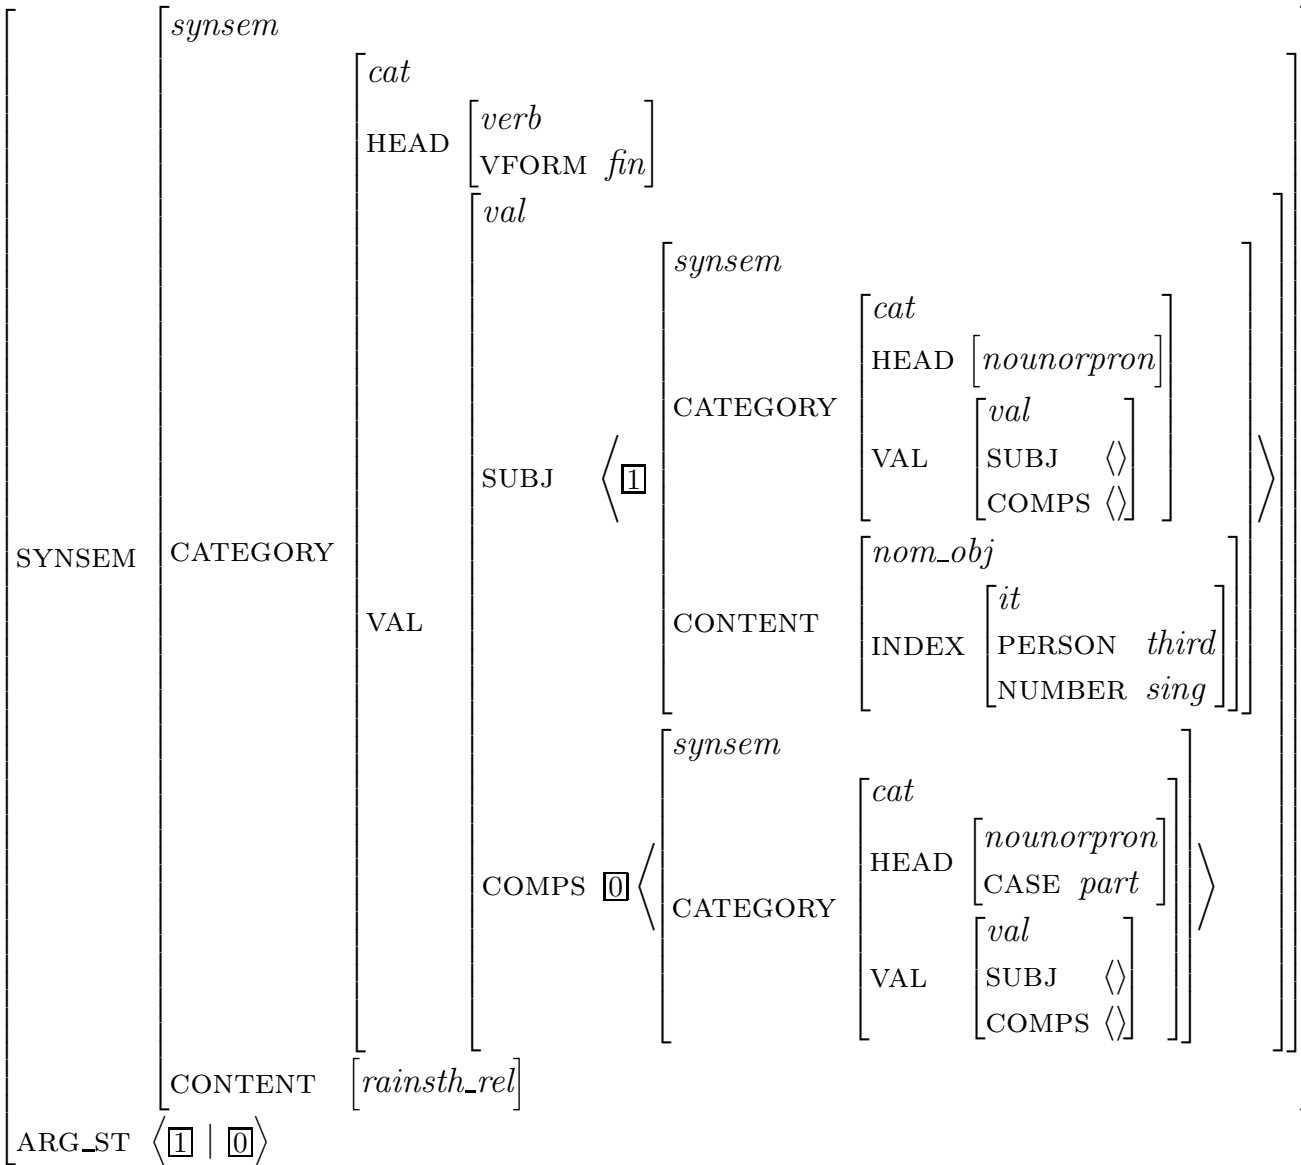 synsem
cat
HEAD [verb
VFORM fin]
val
synsem
cat
HEAD [nounorpron]
CATEGORY
val
VAL SUBJ ⟨⟩
COMPS ⟨⟩
SUBJ ⟨[1] ⟩
SYNSEM CATEGORY
nom_obj
VAL
it
CONTENT INDEX PERSON third
NUMBER sing
synsem
cat
nounorpron
HEAD
CASE part
COMPS [0]⟨ ⟩
CATEGORY
val
VAL SUBJ ⟨⟩
COMPS ⟨⟩
CONTENT [rainsth_rel]
ARG_ST ⟨[1] | [0]⟩